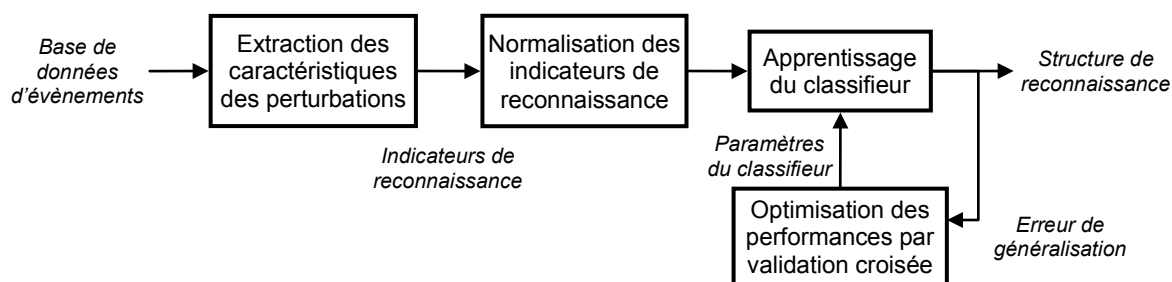 Base de
données
d'évènements
Extraction des
caractéristiques
des perturbations
Indicateurs de
reconnaissance
Normalisation des
indicateurs de
reconnaissance
Apprentissage
du classifieur
Structure de
reconnaissance
Paramètres
du classifieur
Optimisation des
performances par
validation croisée
Erreur de
généralisation